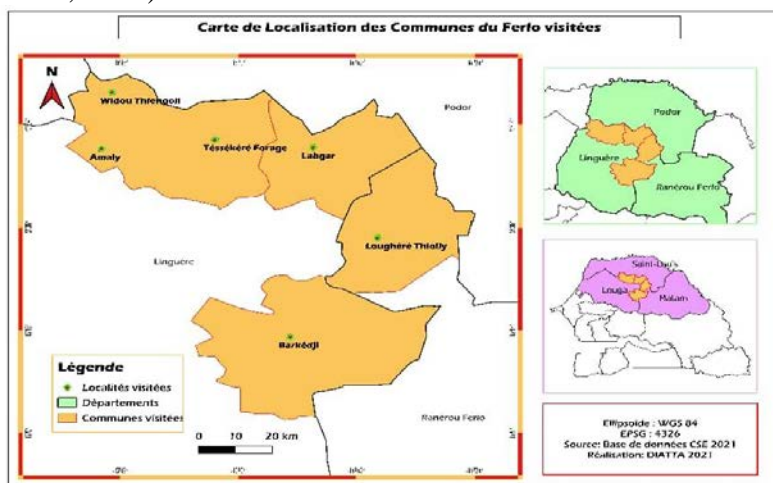 Carte de Localisation des Communes du Ferlo visitées
N
Widou Thiengoli
Podor
Amaly
Téssékéré Forage
Labgar
Loughéré Thiolly
Linguère
Barkédji
Ranérou Ferlo
Légende
Localités visitées
Départements
Communes visitées
0 10 20 km
Podor
Linguère
Ranérou Ferlo
Saint-Louis
Louga
Matam
Ellipsoïde : WGS 84
EPSG : 4326
Source: Base de données CSE 2021
Réalisation: DIATTA 2021